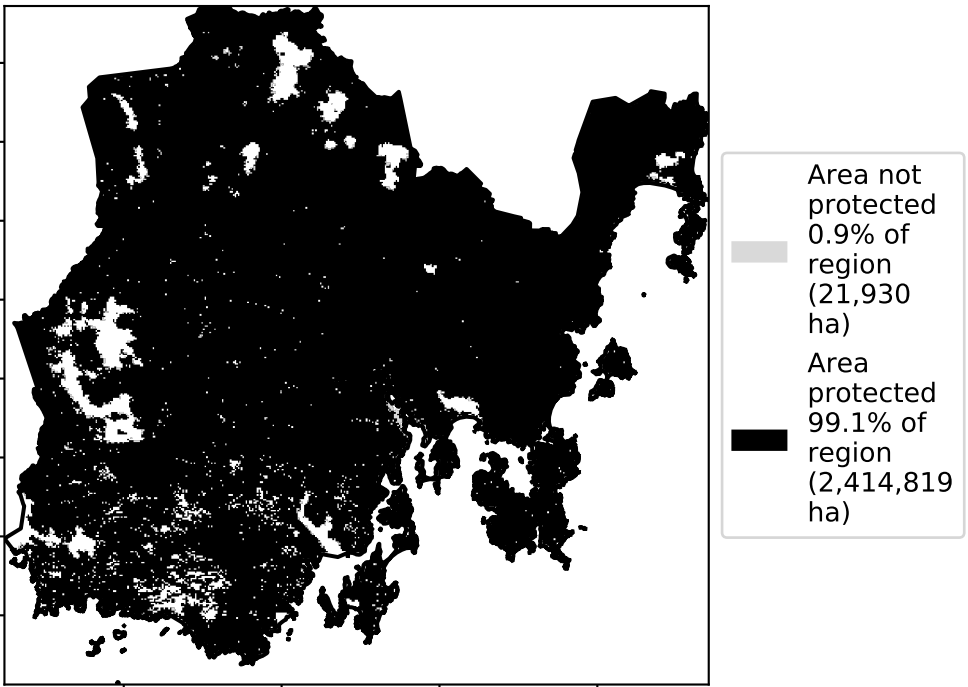 Area not
protected
0.9% of
region
(21,930
ha)
Area
protected
99.1% of
region
(2,414,819
ha)